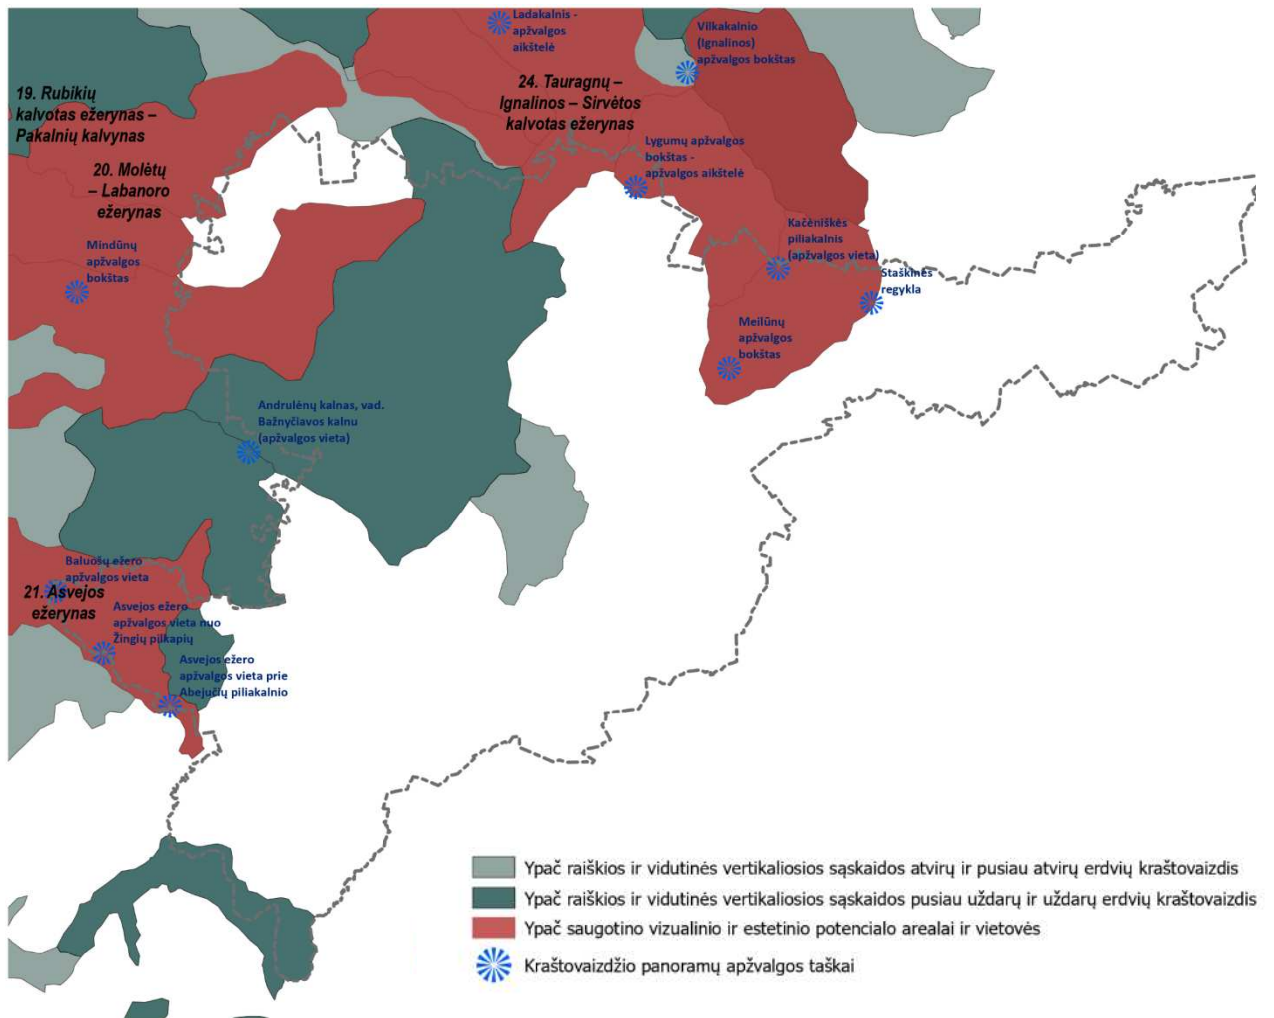 Ladakalnis -
apžvalgos
aikštelė
Vilkakalnio
(Ignalinos)
apžvalgos bokštas
19. Rubikių
kalvotas ežerynas –
Pakalnių kalvynas
24. Tauragnų –
Ignalinos – Sirvėtos
kalvotas ežerynas
20. Molėtų
– Labanoro
ežerynas
Lygumų apžvalgos
bokštas -
apžvalgos aikštelė
Mindūnų
apžvalgos
bokštas
Kačėniškės
piliakalnis
(apžvalgos vieta)
Staškinės
regykla
Meilūnų
apžvalgos
bokštas
Andrulėnų kalnas, vad.
Bažnyčiavos kalnu
(apžvalgos vieta)
Baluošų ežero
apžvalgos vieta
21. Asvejos
ežerynas
Asvejos ežero
apžvalgos vieta nuo
Žingių pilkapių
Asvejos ežero
apžvalgos vieta prie
Abejučių piliakalnio
Ypač raiškios ir vidutinės vertikaliosios sąskaidos atvirų ir pusiau atvirų erdvių kraštovaizdis
Ypač raiškios ir vidutinės vertikaliosios sąskaidos pusiau uždarų ir uždarų erdvių kraštovaizdis
Ypač saugotino vizualinio ir estetinio potencialo arealai ir vietovės
Kraštovaizdžio panoramų apžvalgos taškai